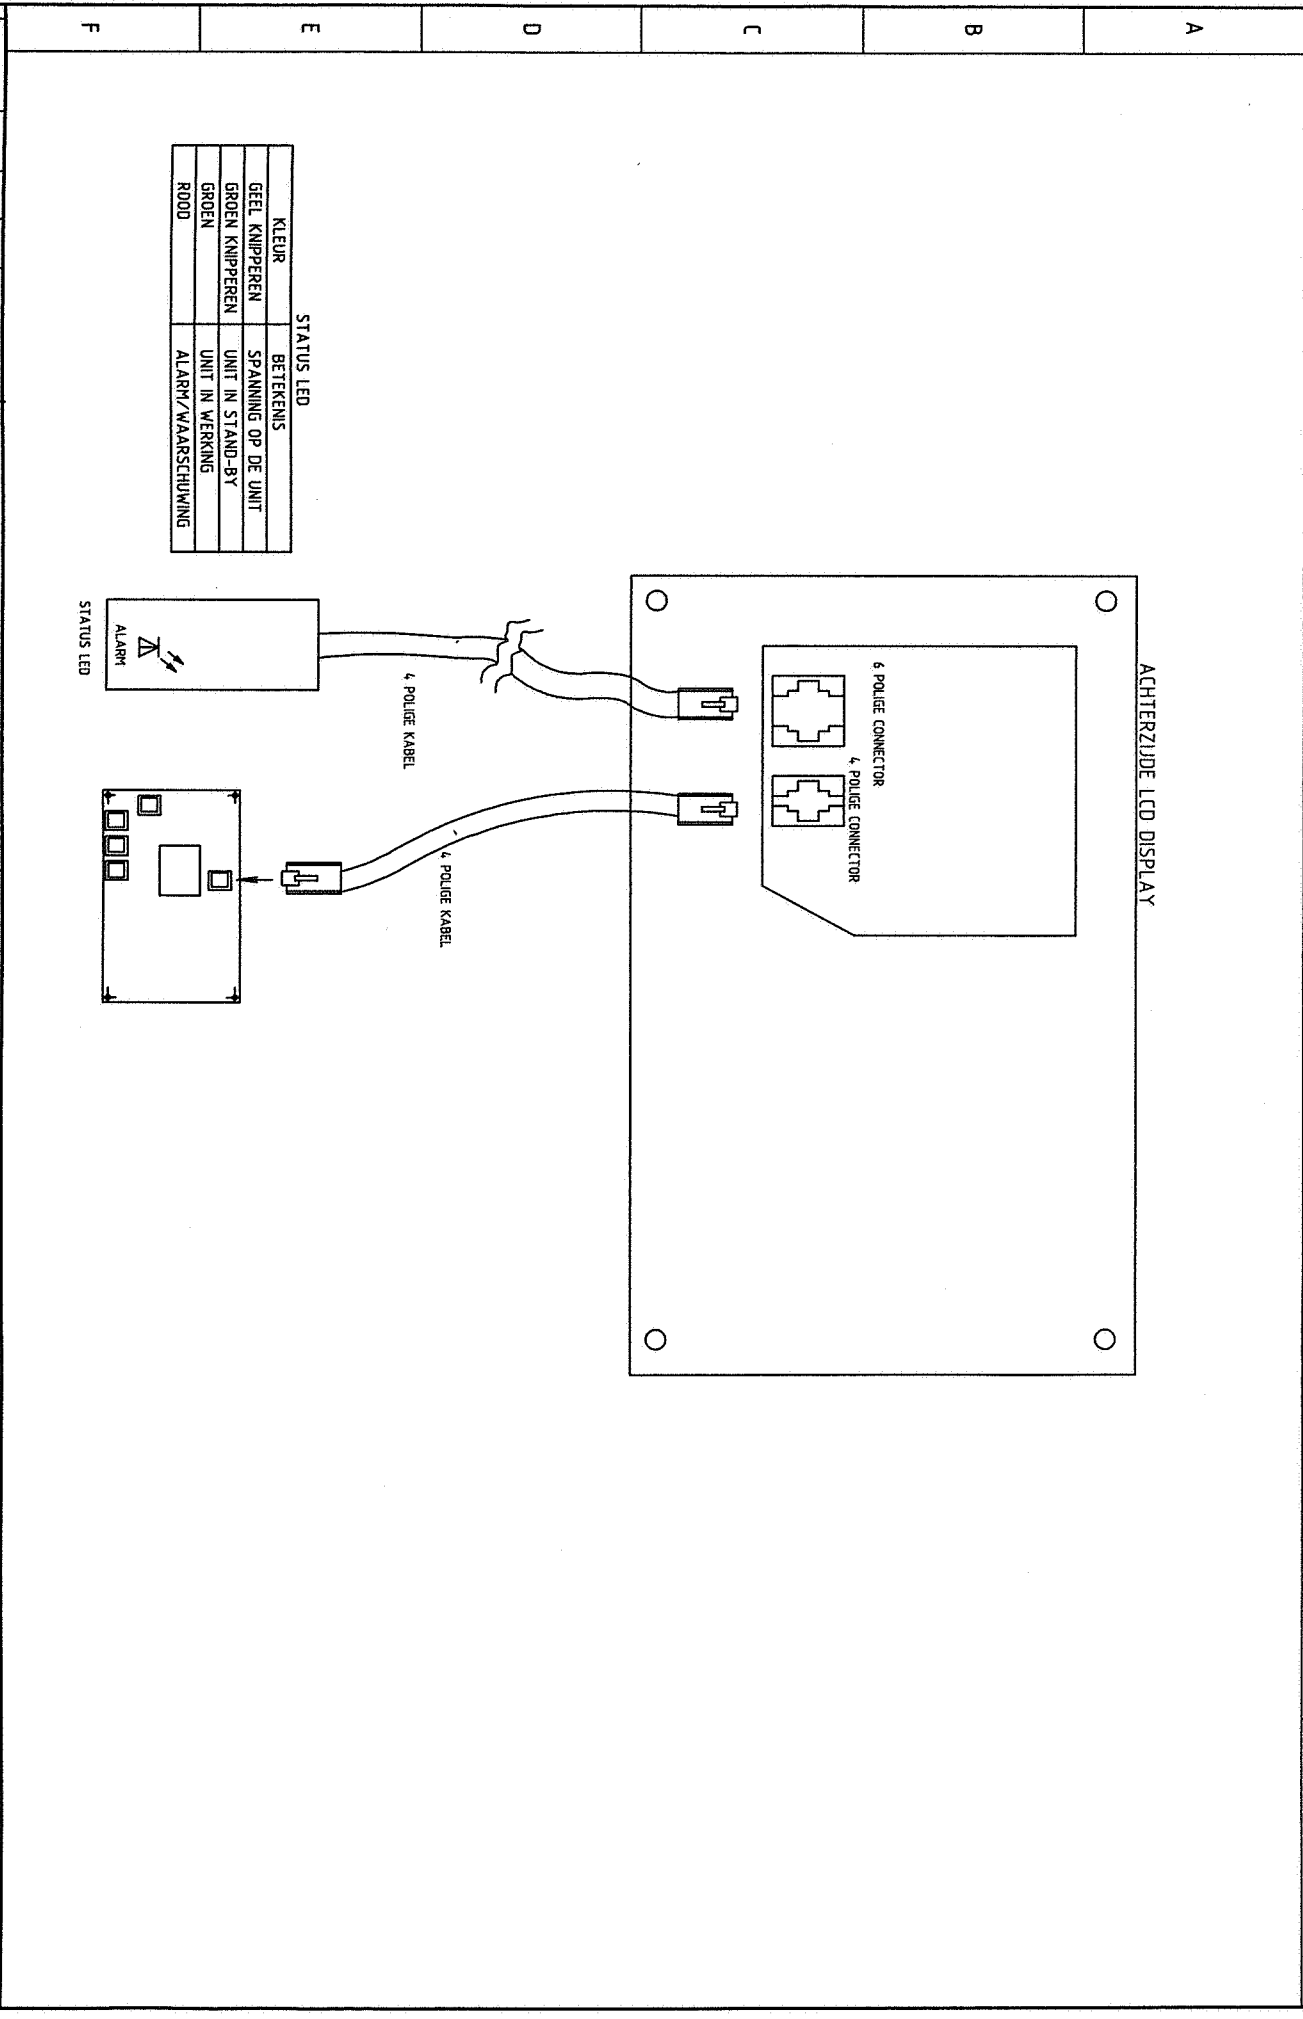 A
B
C
D
E
F
ACHTERZIJDE LCD DISPLAY
6 POLIGE CONNECTOR
4 POLIGE CONNECTOR
4 POLIGE KABEL
4 POLIGE KABEL
STATUS LED
KLEUR BETEKENIS
GEEL KNIPPEREN SPANNING OP DE UNIT
GROEN KNIPPEREN UNIT IN STAND-BY
GROEN UNIT IN WERKING
ROOD ALARM/WAARSCHUWING
ALARM
STATUS LED